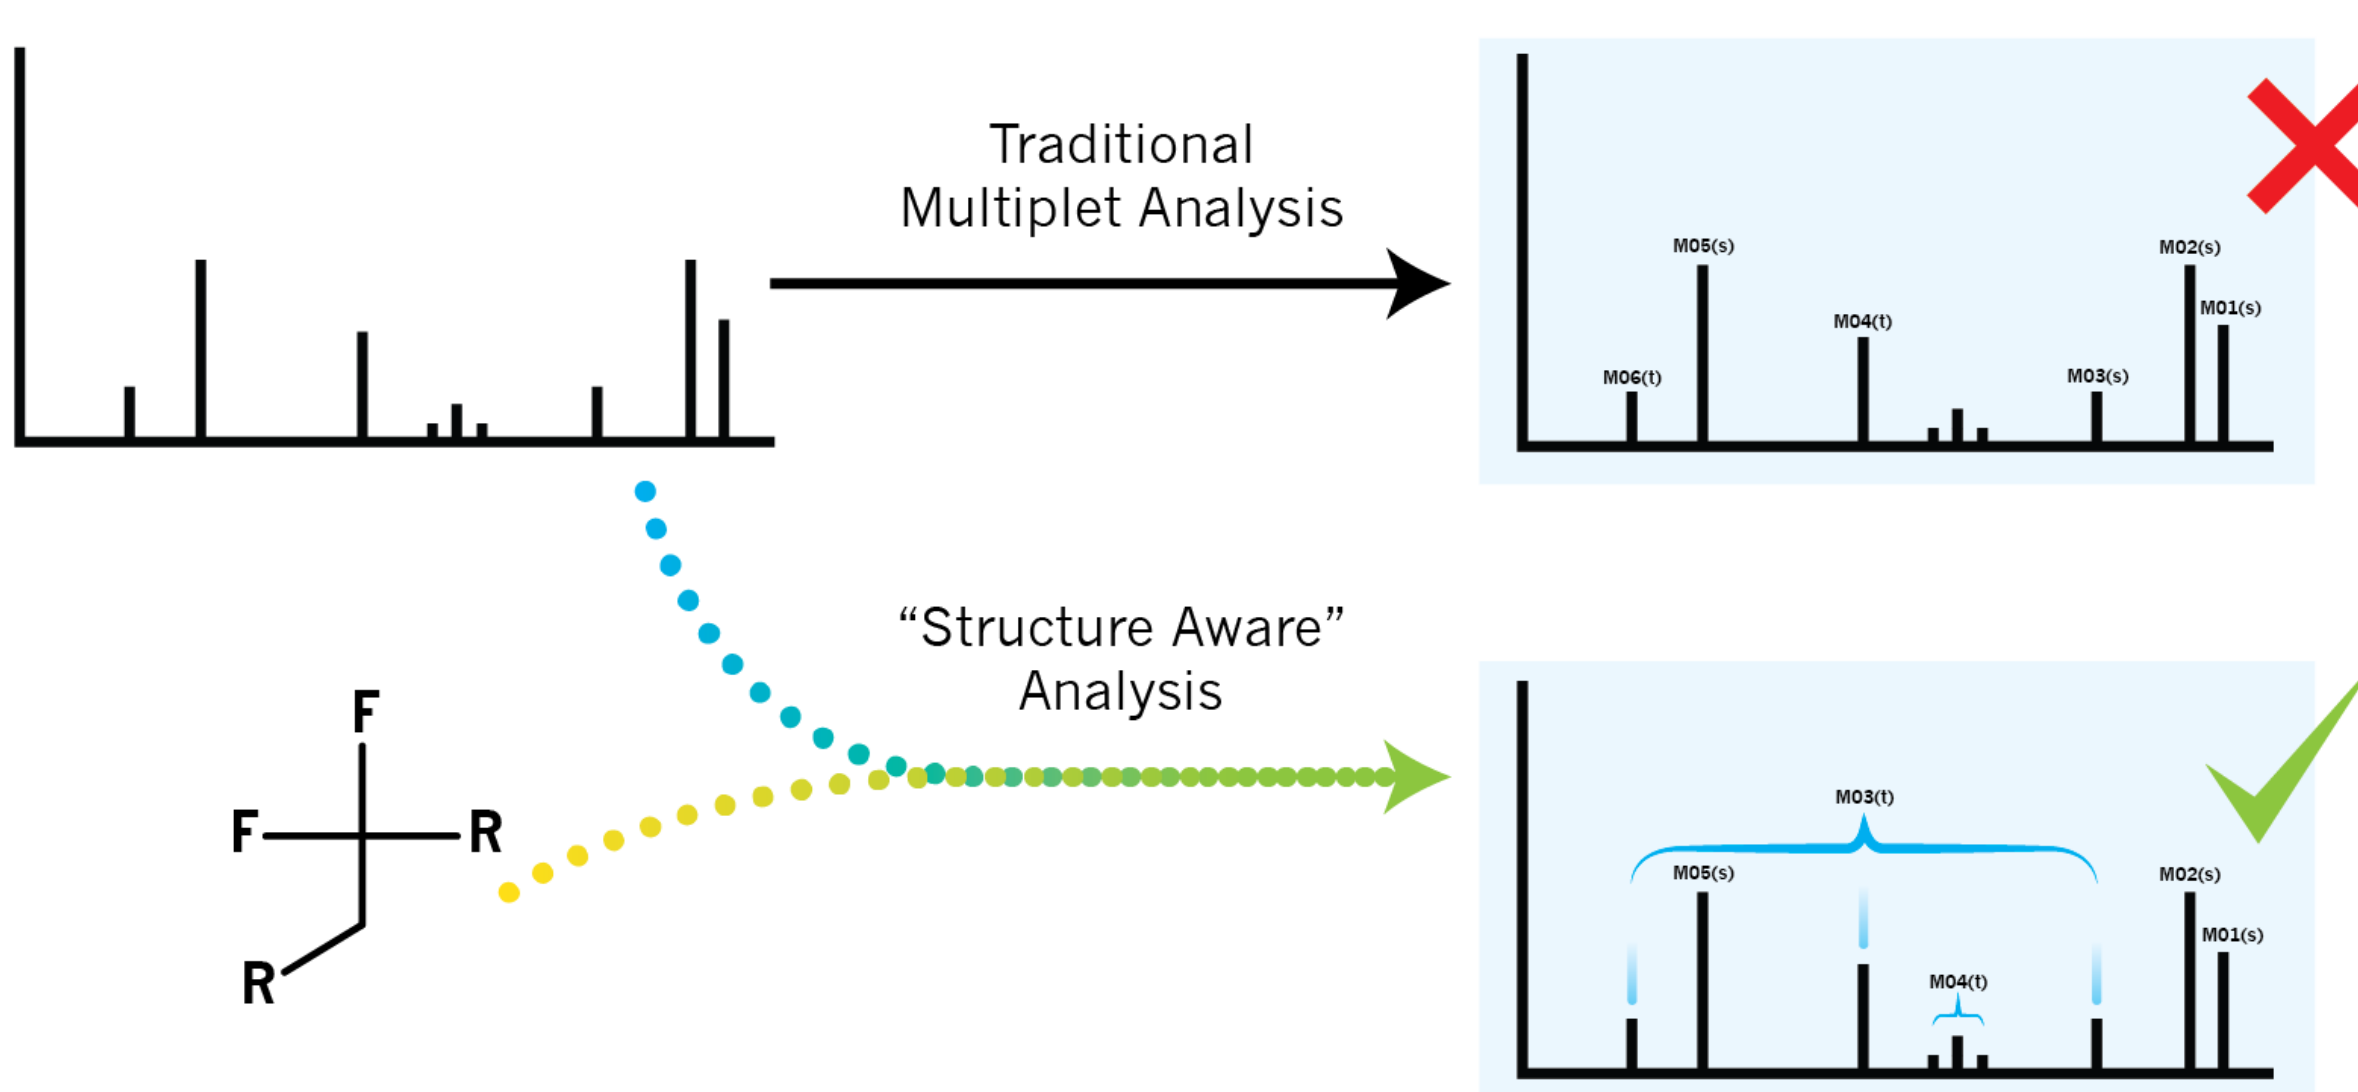 Traditional
Multiplet Analysis
M05(s)
M02(s)
M01(s)
M04(t)
M06(t)
M03(s)
“Structure Aware”
Analysis
F
F
R
R
M03(t)
M05(s)
M02(s)
M01(s)
M04(t)